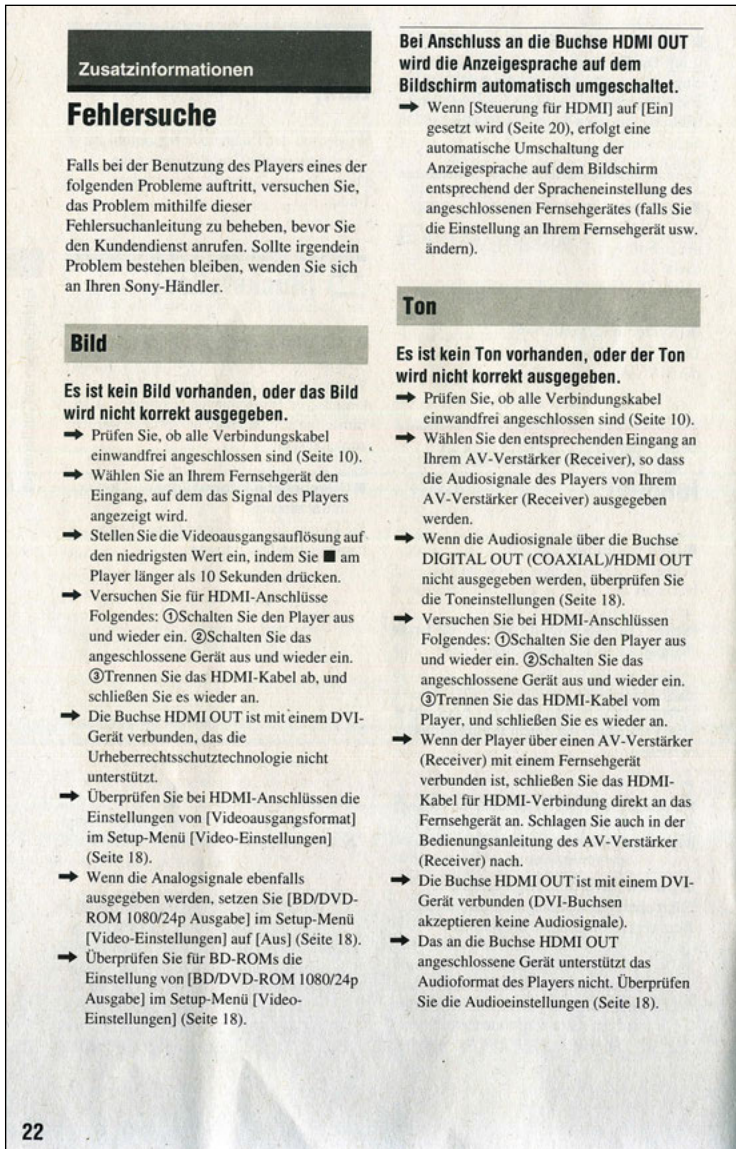 Zusatzinformationen
Fehlersuche
Falls bei der Benutzung des Players eines der
folgenden Probleme auftritt, versuchen Sie,
das Problem mithilfe dieser
Fehlersuchanleitung zu beheben, bevor Sie
den Kundendienst anrufen. Sollte irgendein
Problem bestehen bleiben, wenden Sie sich
an Ihren Sony-Händler.
Bild
Es ist kein Bild vorhanden, oder das Bild
wird nicht korrekt ausgegeben.
➡ Prüfen Sie, ob alle Verbindungskabel
einwandfrei angeschlossen sind (Seite 10).
➡ Wählen Sie an Ihrem Fernsehgerät den
Eingang, auf dem das Signal des Players
angezeigt wird.
➡ Stellen Sie die Videoausgangsauflösung auf
den niedrigsten Wert ein, indem Sie ■ am
Player länger als 10 Sekunden drücken.
➡ Versuchen Sie für HDMI-Anschlüsse
Folgendes: ①Schalten Sie den Player aus
und wieder ein. ②Schalten Sie das
angeschlossene Gerät aus und wieder ein.
③Trennen Sie das HDMI-Kabel ab, und
schließen Sie es wieder an.
➡ Die Buchse HDMI OUT ist mit einem DVI-
Gerät verbunden, das die
Urheberrechtsschutztechnologie nicht
unterstützt.
➡ Überprüfen Sie bei HDMI-Anschlüssen die
Einstellungen von [Videoausgangsformat]
im Setup-Menü [Video-Einstellungen]
(Seite 18).
➡ Wenn die Analogsignale ebenfalls
ausgegeben werden, setzen Sie [BD/DVD-
ROM 1080/24p Ausgabe] im Setup-Menü
[Video-Einstellungen] auf [Aus] (Seite 18).
➡ Überprüfen Sie für BD-ROMs die
Einstellung von [BD/DVD-ROM 1080/24p
Ausgabe] im Setup-Menü [Video-
Einstellungen] (Seite 18).
Bei Anschluss an die Buchse HDMI OUT
wird die Anzeigesprache auf dem
Bildschirm automatisch umgeschaltet.
➡ Wenn [Steuerung für HDMI] auf [Ein]
gesetzt wird (Seite 20), erfolgt eine
automatische Umschaltung der
Anzeigesprache auf dem Bildschirm
entsprechend der Spracheneinstellung des
angeschlossenen Fernsehgerätes (falls Sie
die Einstellung an Ihrem Fernsehgerät usw.
ändern).
Ton
Es ist kein Ton vorhanden, oder der Ton
wird nicht korrekt ausgegeben.
➡ Prüfen Sie, ob alle Verbindungskabel
einwandfrei angeschlossen sind (Seite 10).
➡ Wählen Sie den entsprechenden Eingang an
Ihrem AV-Verstärker (Receiver), so dass
die Audiosignale des Players von Ihrem
AV-Verstärker (Receiver) ausgegeben
werden.
➡ Wenn die Audiosignale über die Buchse
DIGITAL OUT (COAXIAL)/HDMI OUT
nicht ausgegeben werden, überprüfen Sie
die Toneinstellungen (Seite 18).
➡ Versuchen Sie bei HDMI-Anschlüssen
Folgendes: ①Schalten Sie den Player aus
und wieder ein. ②Schalten Sie das
angeschlossene Gerät aus und wieder ein.
③Trennen Sie das HDMI-Kabel vom
Player, und schließen Sie es wieder an.
➡ Wenn der Player über einen AV-Verstärker
(Receiver) mit einem Fernsehgerät
verbunden ist, schließen Sie das HDMI-
Kabel für HDMI-Verbindung direkt an das
Fernsehgerät an. Schlagen Sie auch in der
Bedienungsanleitung des AV-Verstärker
(Receiver) nach.
➡ Die Buchse HDMI OUT ist mit einem DVI-
Gerät verbunden (DVI-Buchsen
akzeptieren keine Audiosignale).
➡ Das an die Buchse HDMI OUT
angeschlossene Gerät unterstützt das
Audioformat des Players nicht. Überprüfen
Sie die Audioeinstellungen (Seite 18).
22